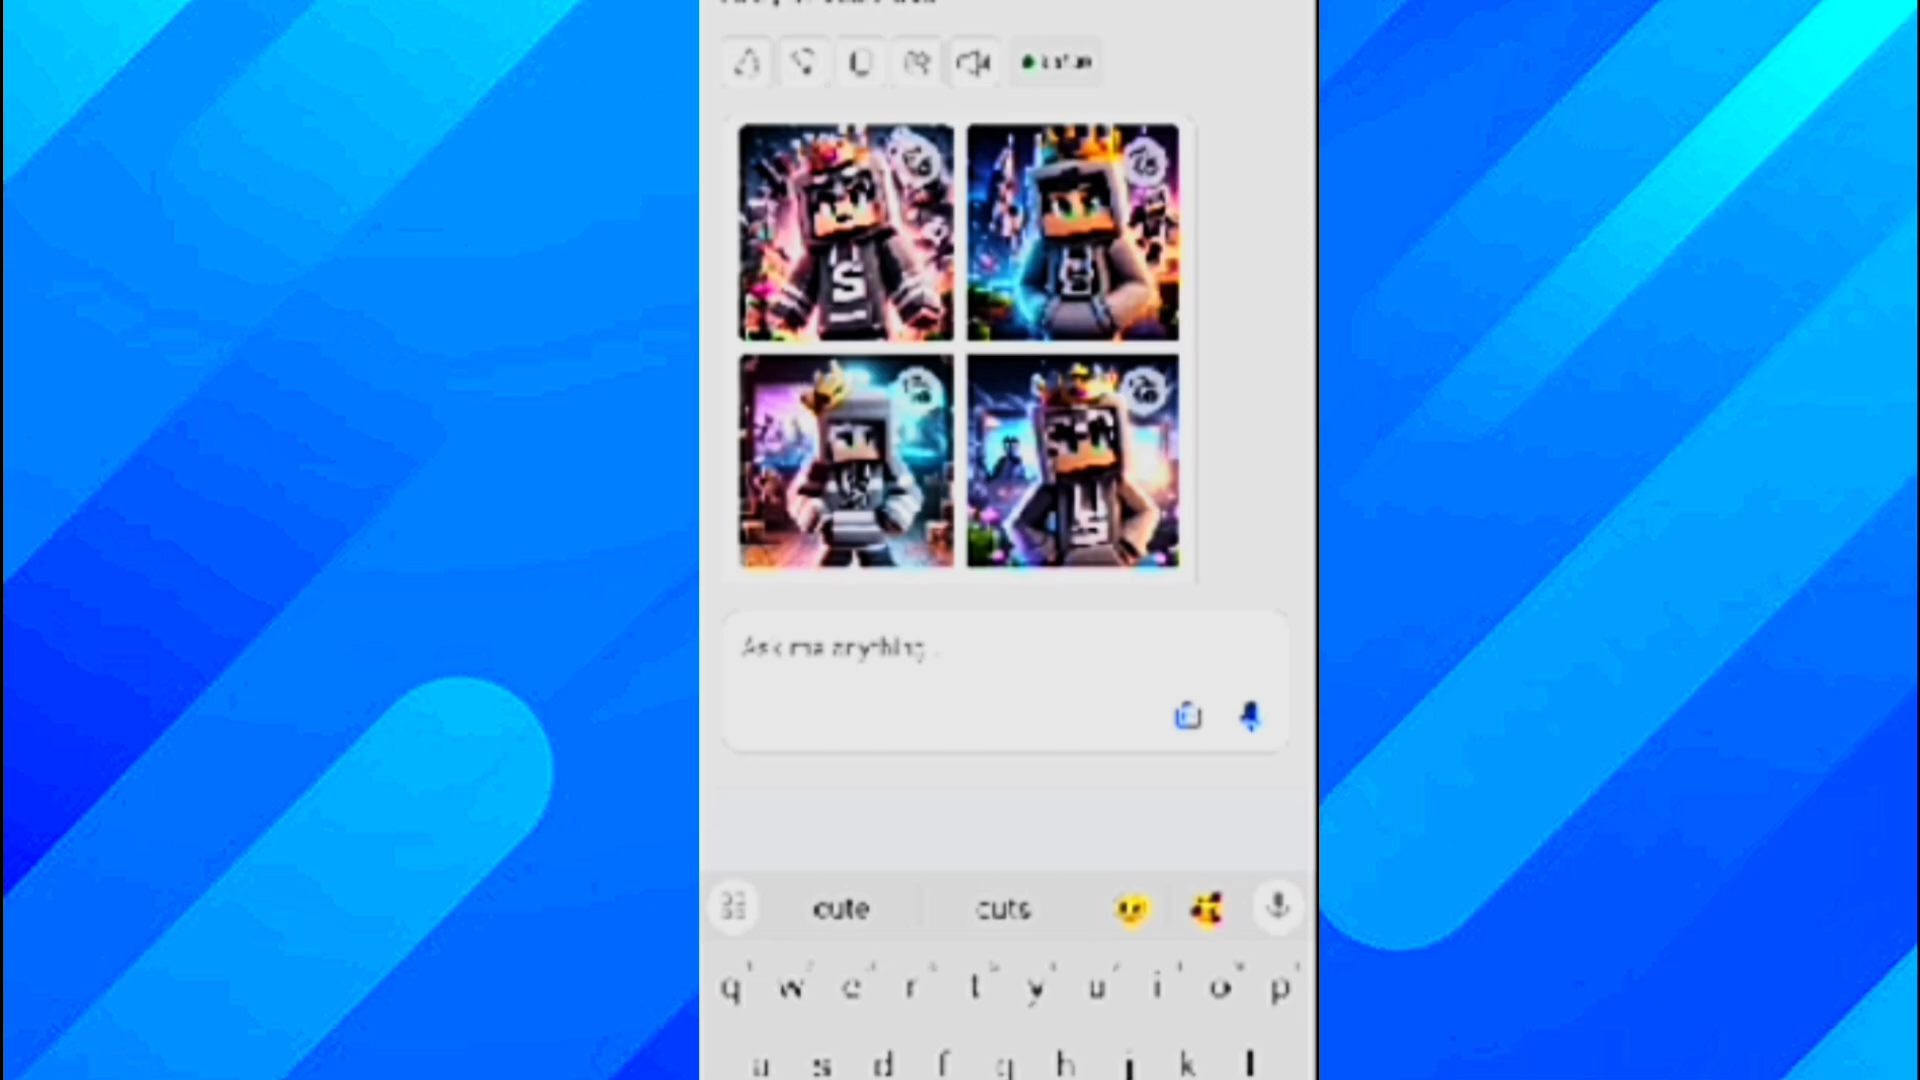 S
S
S
Ask me anything...
cute cuts
q w e r t y u i o p
a s d f g h j k l